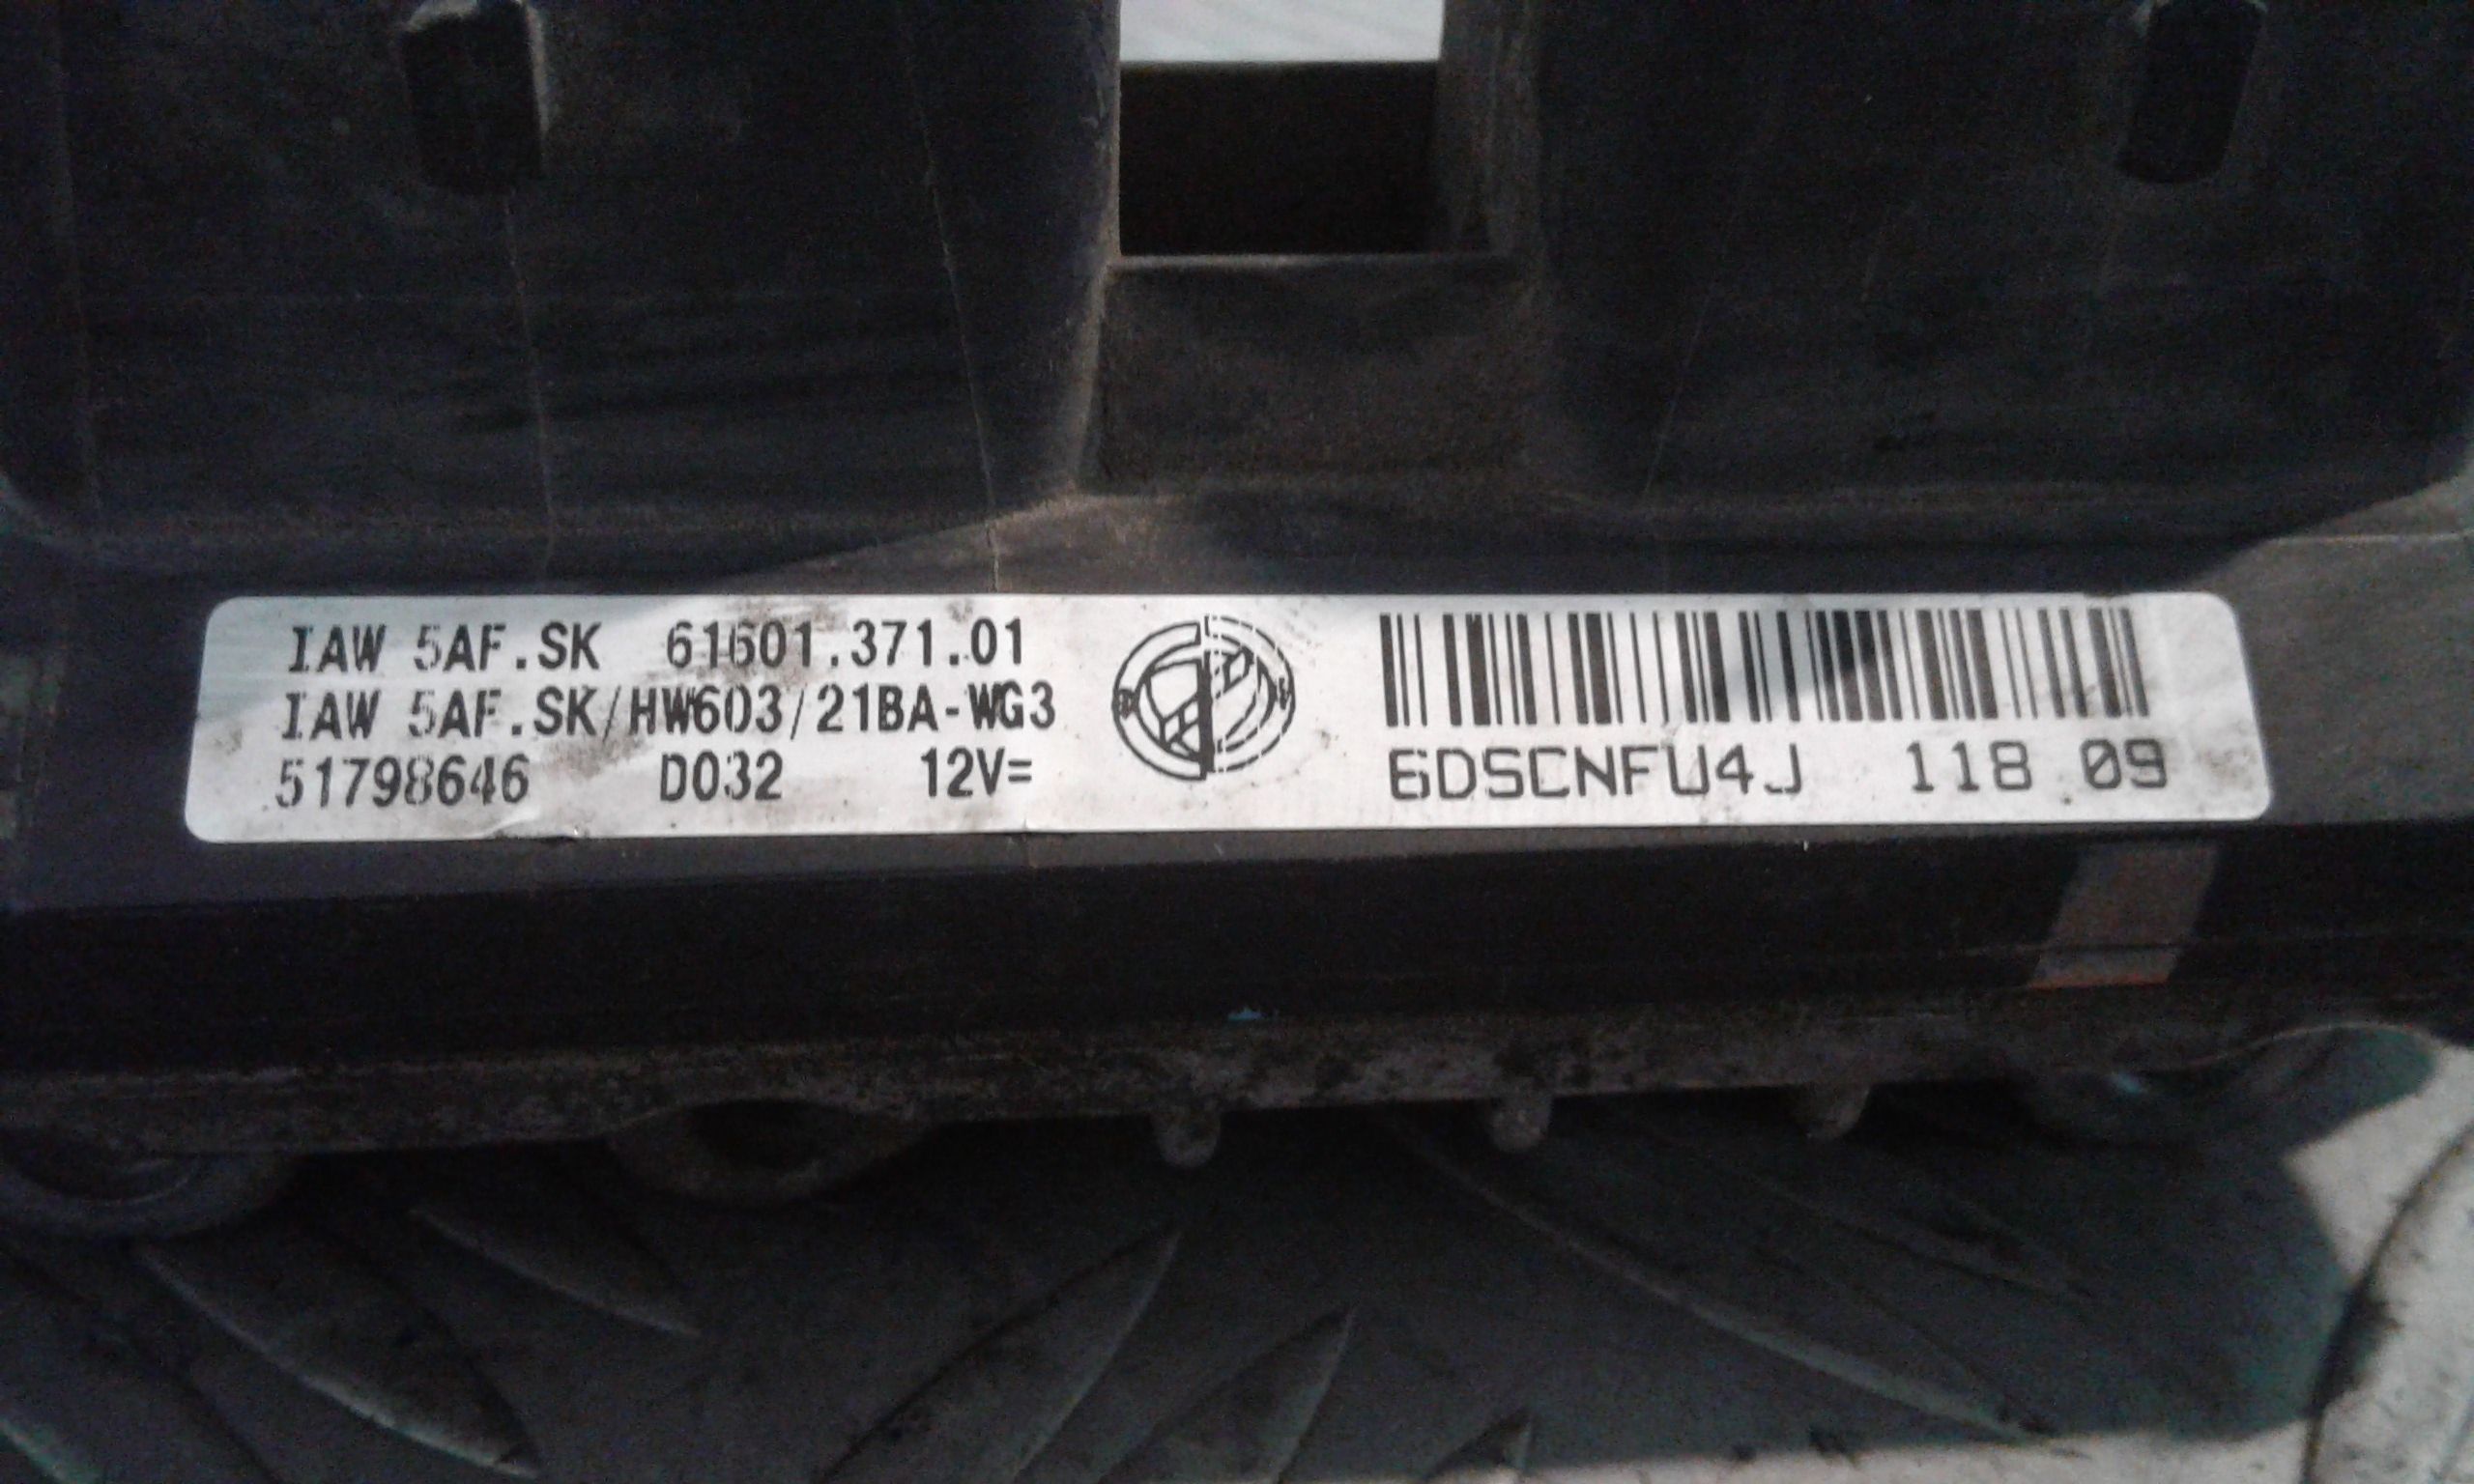 IAW 5AF.SK 61601.371.01
IAW 5AF.SK/HW603/21BA-WG3
51798646 D032 12V=
6DSCNFU4J 118 09